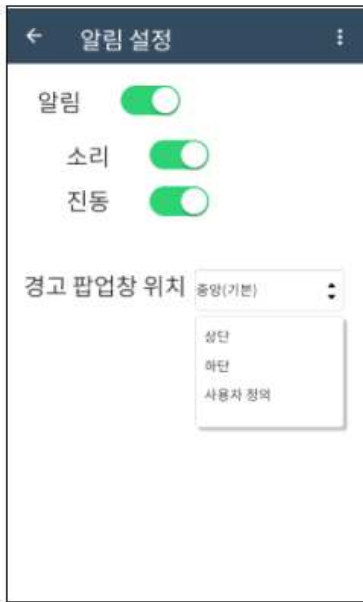 알림 설정
알림
소리
진동
경고 팝업창 위치 중앙(기본)
상단
하단
사용자 정의